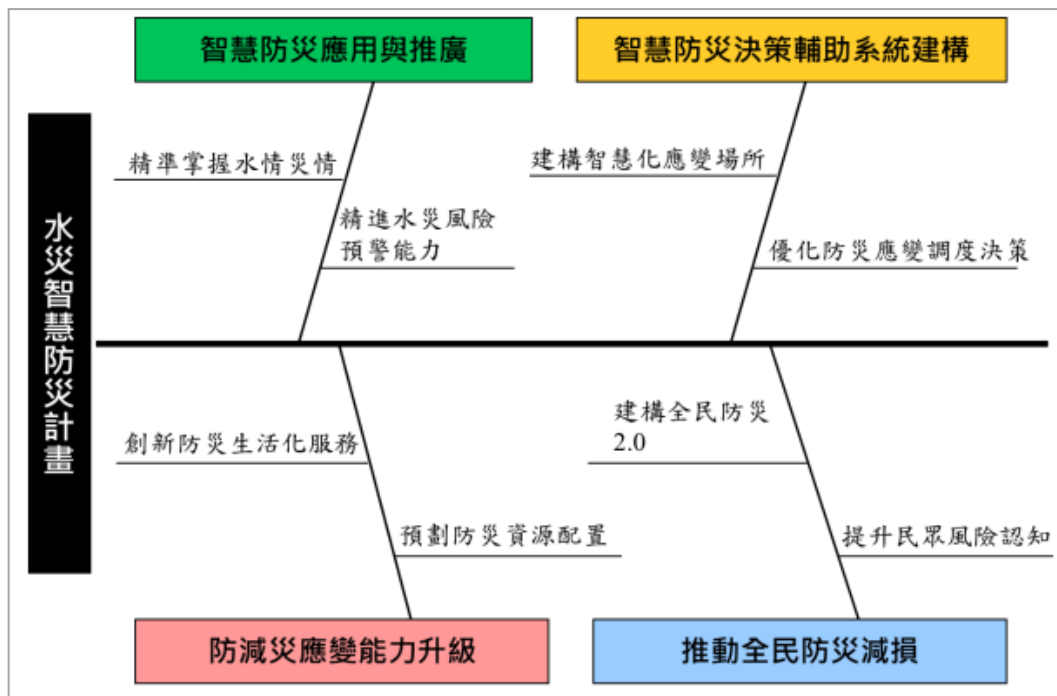 智慧防災應用與推廣
智慧防災決策輔助系統建構
精準掌握水情災情
建構智慧化應變場所
精進水災風險
預警能力
優化防災應變調度決策
水災智慧防災計畫
創新防災生活化服務
建構全民防災
2.0
預劃防災資源配置
提升民眾風險認知
防減災應變能力升級
推動全民防災減損